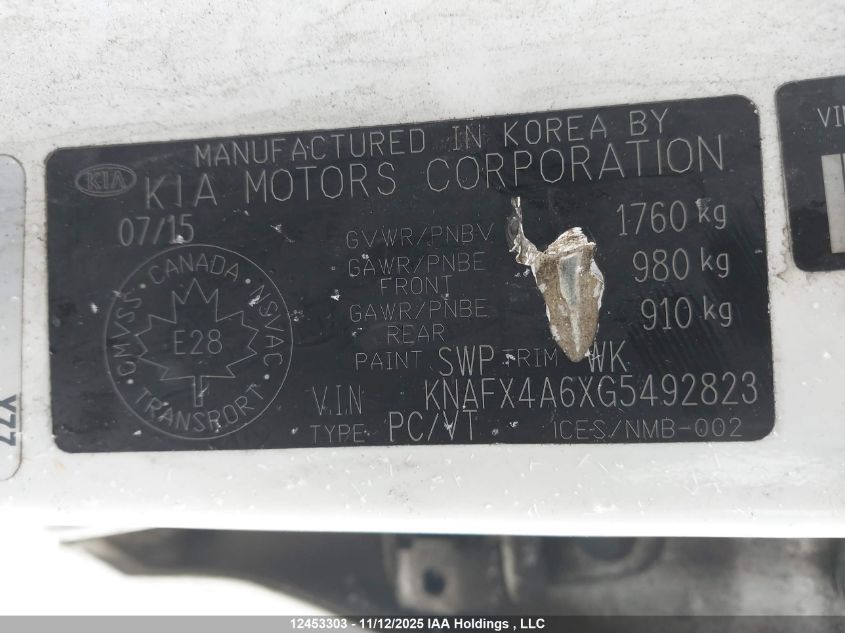 MANUFACTURED IN KOREA BY
KIA KIA MOTORS CORPORATION
07/15
GVWR/PNBV 1760 kg
GAWR/PNBE 980 kg
FRONT
GAWR/PNBE 910 kg
REAR
PAINT SWP TRIM WK
CMVSS · CANADA · NSVAC · TRANSPORT
E28
VIN KNAFX4A6XG5492823
TYPE PC/VT ICES/NMB-002
VIN
X77
12453303 - 11/12/2025 IAA Holdings , LLC